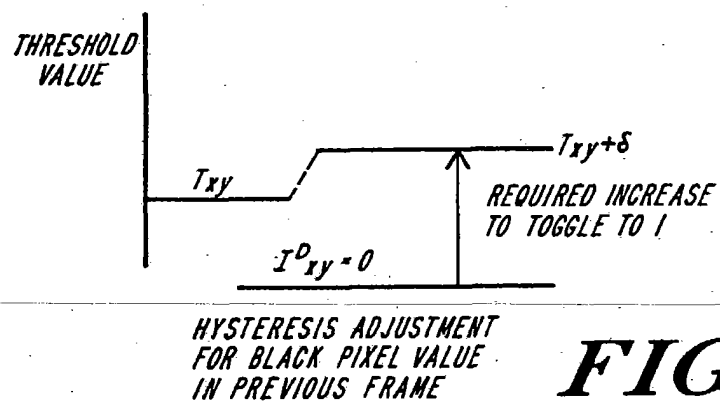 THRESHOLD
VALUE
Txy
Txy+δ
REQUIRED INCREASE
TO TOGGLE TO 1
I^D xy = 0
HYSTERESIS ADJUSTMENT
FOR BLACK PIXEL VALUE
IN PREVIOUS FRAME
FIG